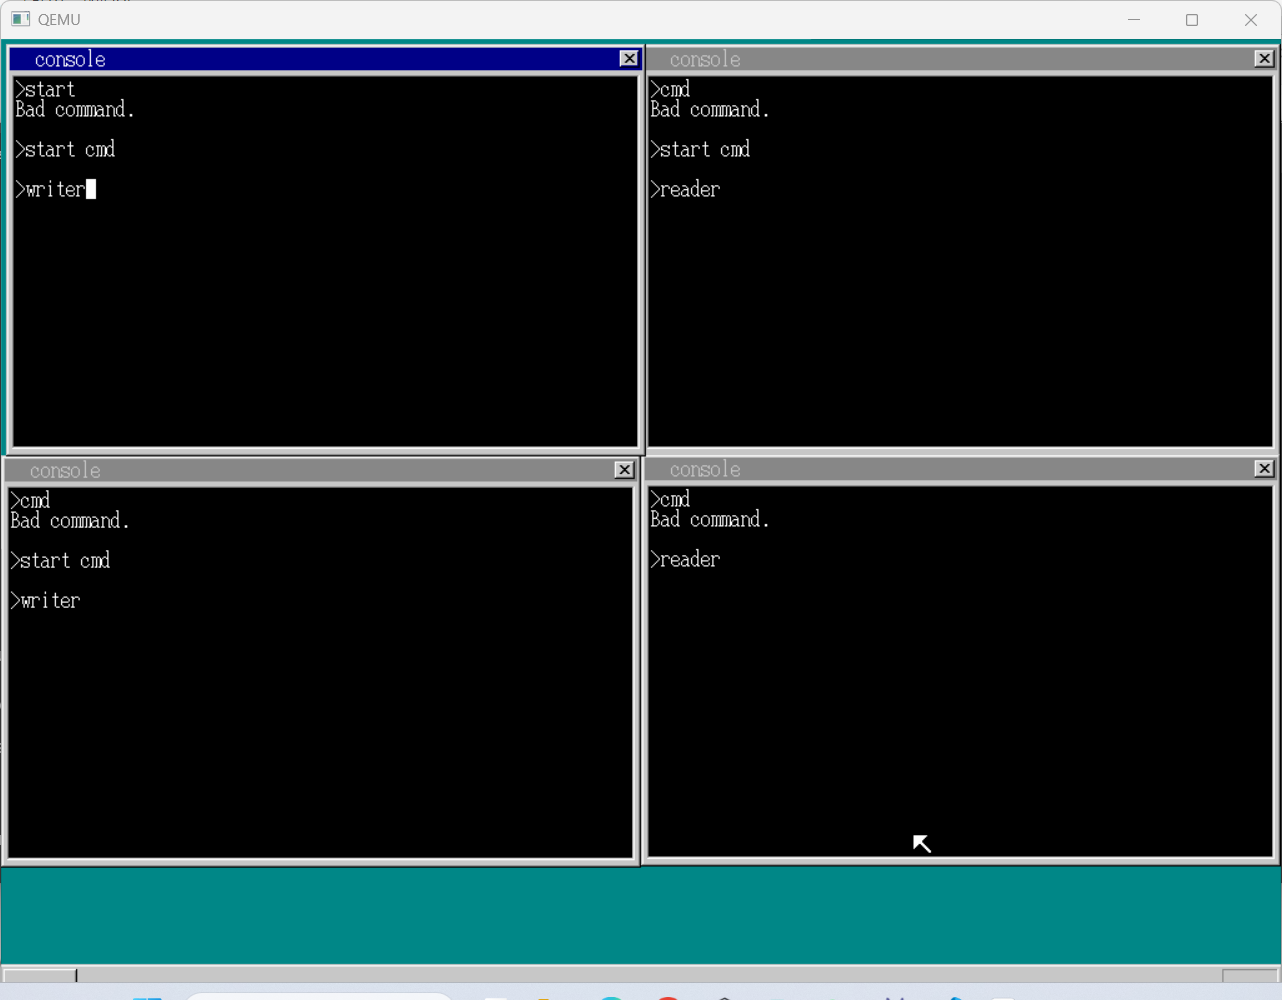 QEMU
console
>start
Bad command.
>start cmd
>writer
console
>cmd
Bad command.
>start cmd
>reader
console
>cmd
Bad command.
>start cmd
>writer
console
>cmd
Bad command.
>reader